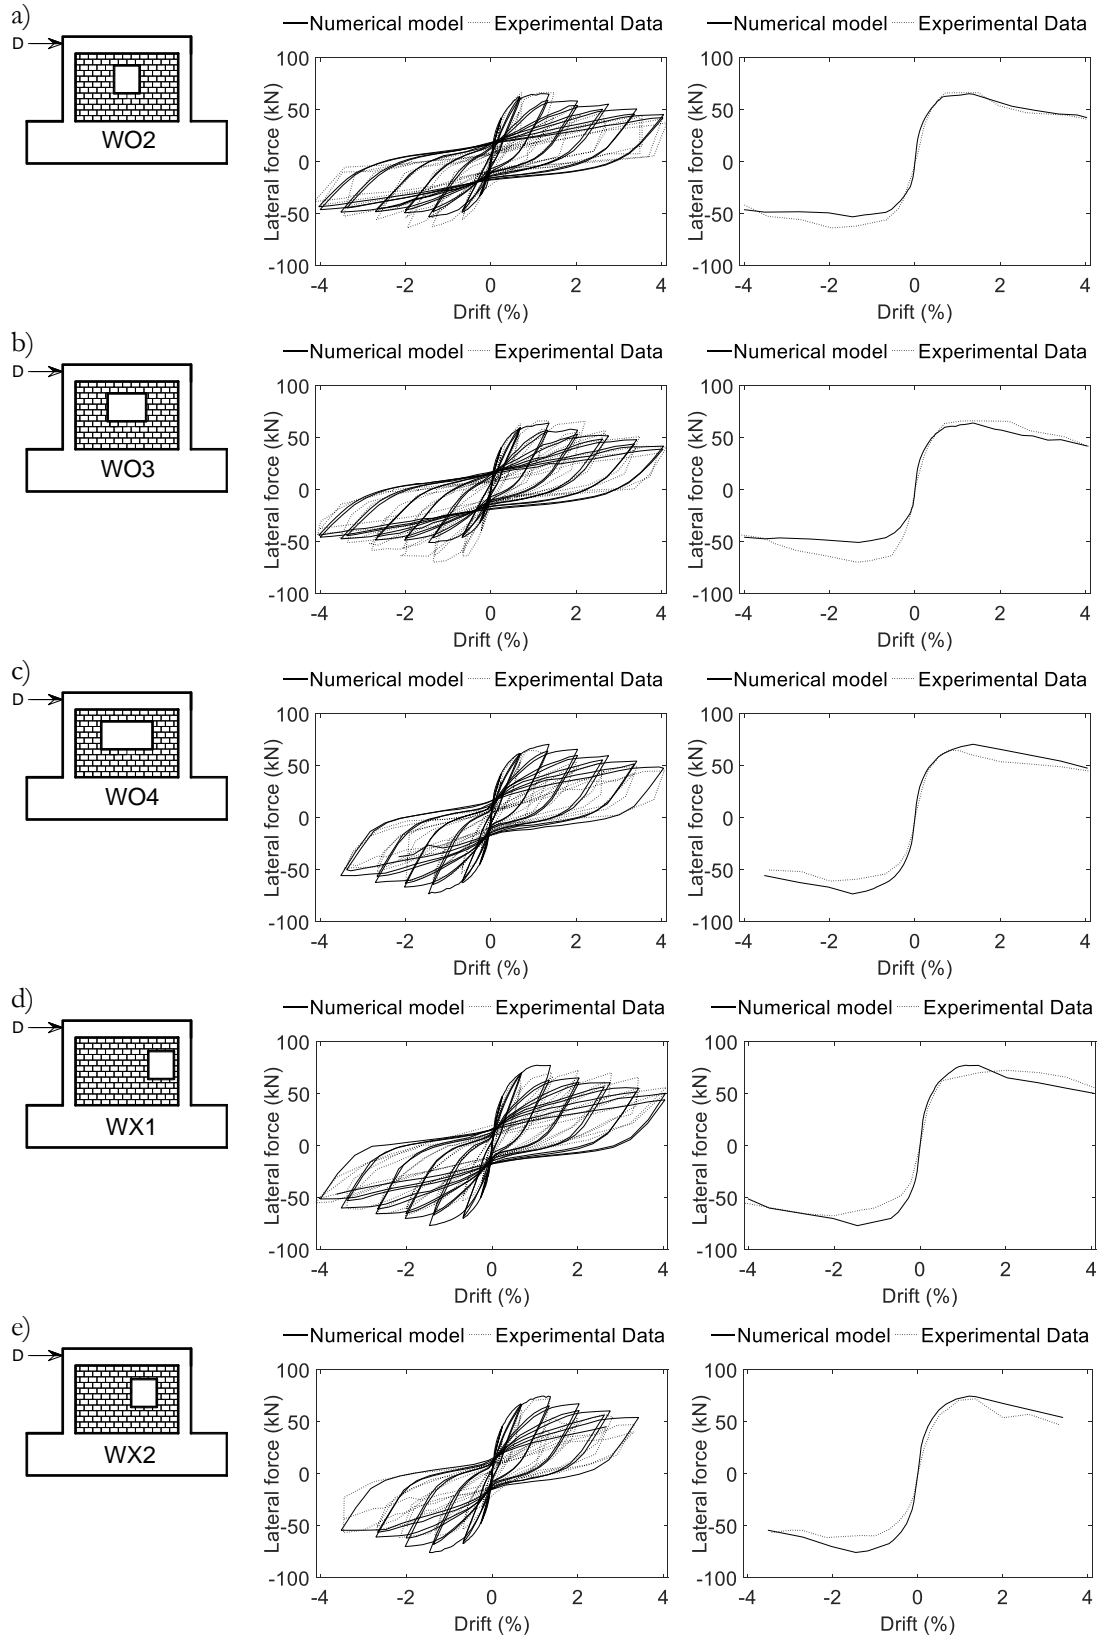 a)
D
WO2
Numerical model Experimental Data
Lateral force (kN)
100
50
0
-50
-100
-4 -2 0 2 4
Drift (%)
Numerical model Experimental Data
Lateral force (kN)
100
50
0
-50
-100
-4 -2 0 2 4
Drift (%)
b)
D
WO3
Numerical model Experimental Data
Lateral force (kN)
100
50
0
-50
-100
-4 -2 0 2 4
Drift (%)
Numerical model Experimental Data
Lateral force (kN)
100
50
0
-50
-100
-4 -2 0 2 4
Drift (%)
c)
D
WO4
Numerical model Experimental Data
Lateral force (kN)
100
50
0
-50
-100
-4 -2 0 2 4
Drift (%)
Numerical model Experimental Data
Lateral force (kN)
100
50
0
-50
-100
-4 -2 0 2 4
Drift (%)
d)
D
WX1
Numerical model Experimental Data
Lateral force (kN)
100
50
0
-50
-100
-4 -2 0 2 4
Drift (%)
Numerical model Experimental Data
Lateral force (kN)
100
50
0
-50
-100
-4 -2 0 2 4
Drift (%)
e)
D
WX2
Numerical model Experimental Data
Lateral force (kN)
100
50
0
-50
-100
-4 -2 0 2 4
Drift (%)
Numerical model Experimental Data
Lateral force (kN)
100
50
0
-50
-100
-4 -2 0 2 4
Drift (%)